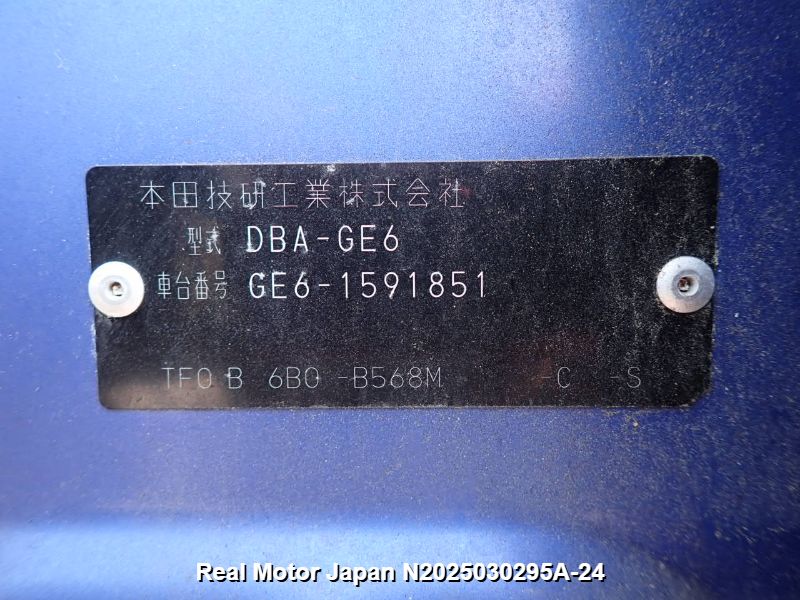 本田技研工業株式会社
型式 DBA-GE6
車台番号 GE6-1591851
TF0 B 6B0 -B568M -C -S
Real Motor Japan N2025030295A-24